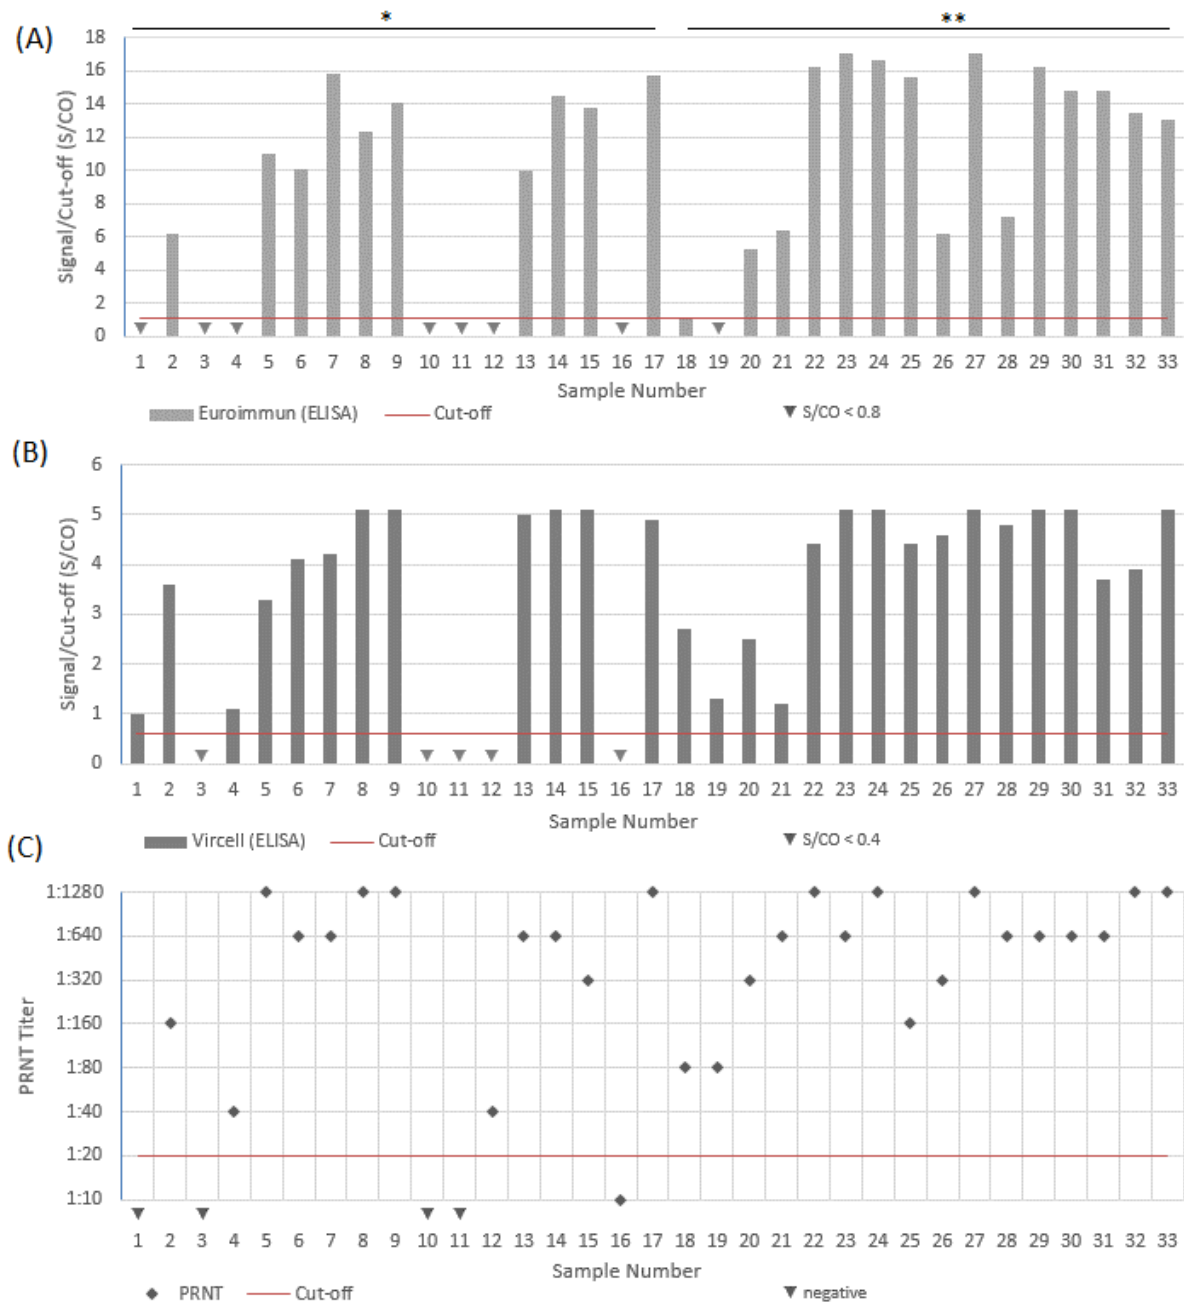 * **
(A)
18
16
14
12
10
8
6
4
2
0
Signal/Cut-off (S/CO)
1 2 3 4 5 6 7 8 9 10 11 12 13 14 15 16 17 18 19 20 21 22 23 24 25 26 27 28 29 30 31 32 33
Sample Number
Euroimmun (ELISA) Cut-off S/CO < 0.8
(B)
6
5
4
3
2
1
0
Signal/Cut-off (S/CO)
1 2 3 4 5 6 7 8 9 10 11 12 13 14 15 16 17 18 19 20 21 22 23 24 25 26 27 28 29 30 31 32 33
Sample Number
Vircell (ELISA) Cut-off S/CO < 0.4
(C)
1:1280
1:640
1:320
1:160
1:80
1:40
1:20
1:10
PRNT Titer
1 2 3 4 5 6 7 8 9 10 11 12 13 14 15 16 17 18 19 20 21 22 23 24 25 26 27 28 29 30 31 32 33
Sample Number
PRNT Cut-off negative